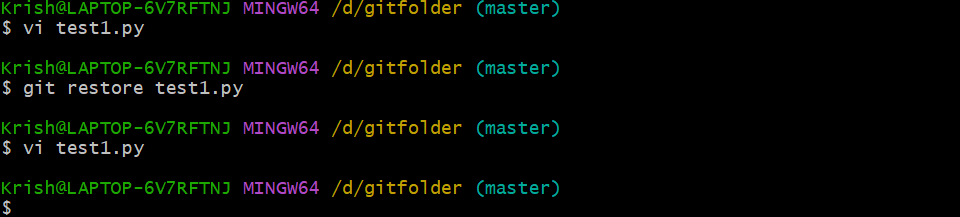 Krish@LAPTOP-6V7RFTNJ MINGW64 /d/gitfolder (master)
$ vi test1.py
Krish@LAPTOP-6V7RFTNJ MINGW64 /d/gitfolder (master)
$ git restore test1.py
Krish@LAPTOP-6V7RFTNJ MINGW64 /d/gitfolder (master)
$ vi test1.py
Krish@LAPTOP-6V7RFTNJ MINGW64 /d/gitfolder (master)
$